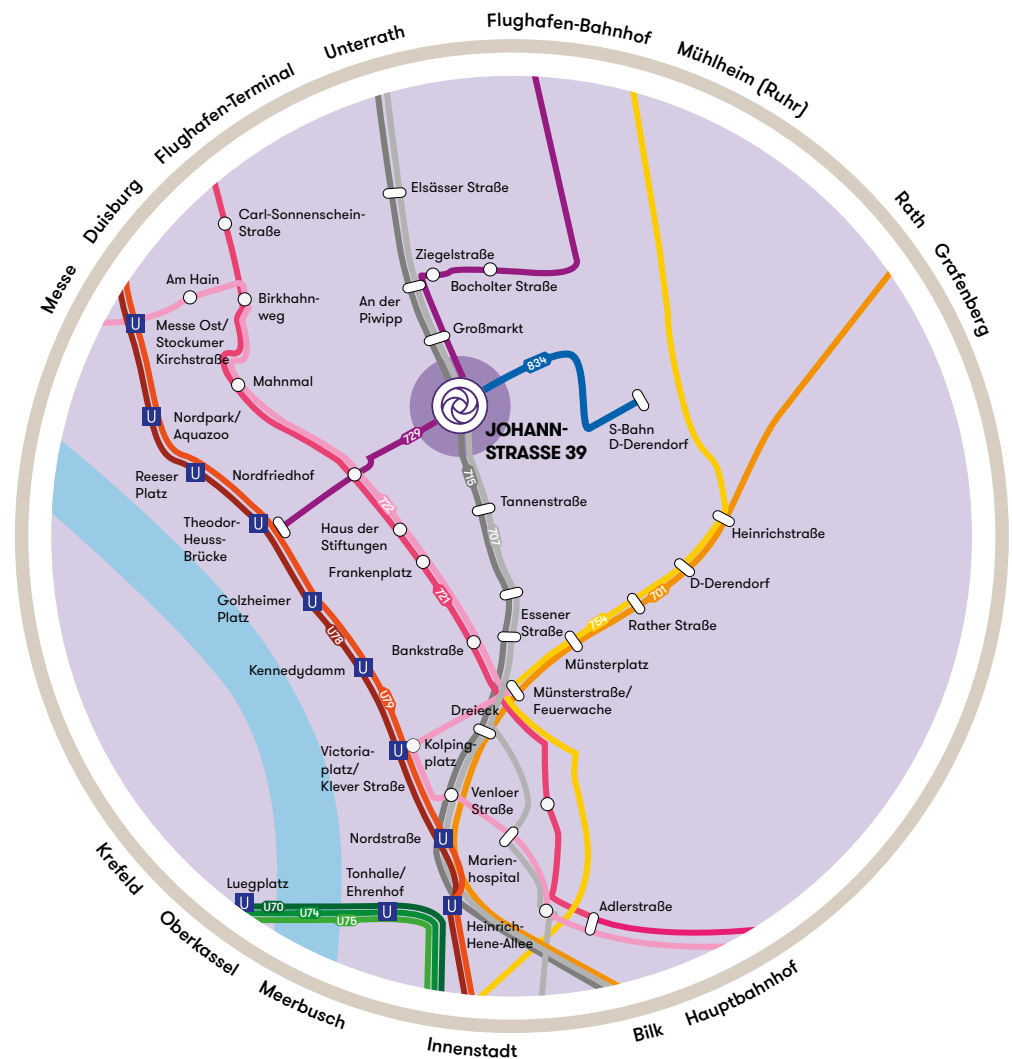 Flughafen-Bahnhof
Unterrath
Mühlheim (Ruhr)
Flughafen-Terminal
Duisburg
Messe
Rath
Grafenberg
Elsässer Straße
Carl-Sonnenschein-
Straße
Ziegelstraße
Am Hain
Bocholter Straße
Birkhahn-
weg
An der
Piwipp
Messe Ost/
Stockumer
Kirchstraße
U
Großmarkt
834
Mahnmal
Nordpark/
Aquazoo
U
JOHANN-
STRASSE 39
S-Bahn
D-Derendorf
729
715
Reeser
Platz
U
Nordfriedhof
Tannenstraße
722
707
Theodor-
Heuss-
Brücke
U
Haus der
Stiftungen
Heinrichstraße
Frankenplatz
D-Derendorf
721
701
Golzheimer
Platz
U
Essener
Straße
754
Rather Straße
U78
Bankstraße
Münsterplatz
Kennedydamm
U
U79
Münsterstraße/
Feuerwache
Dreieck
Victoria-
platz/
Klever Straße
U
Kolping-
platz
Venloer
Straße
Nordstraße
U
Marien-
hospital
Tonhalle/
Ehrenhof
U
Luegplatz
U
U70
U74
U75
U
Adlerstraße
Heinrich-
Hene-Allee
Krefeld
Oberkassel
Meerbusch
Innenstadt
Bilk
Hauptbahnhof